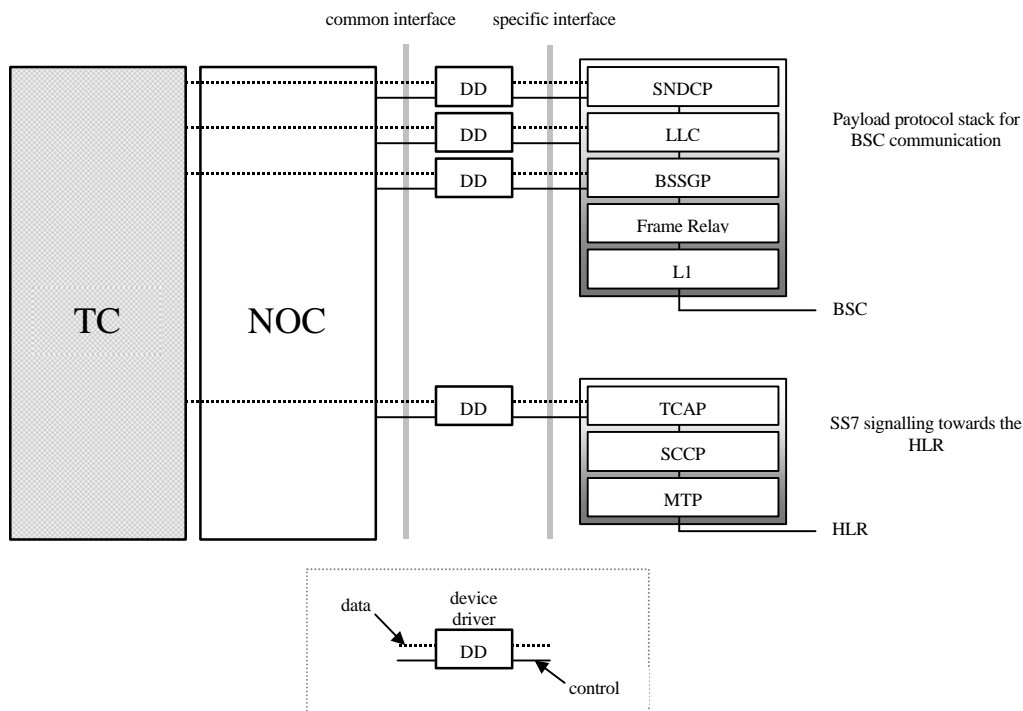 common interface
specific interface
DD
SNDCP
Payload protocol stack for
BSC communication
DD
LLC
DD
BSSGP
Frame Relay
L1
TC
NOC
BSC
DD
TCAP
SS7 signalling towards the
HLR
SCCP
MTP
HLR
device
driver
data
DD
control